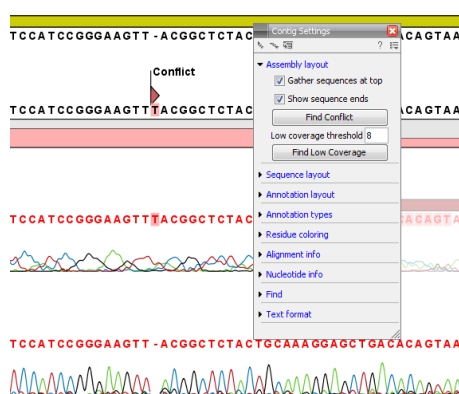 TCCATCCGGGAAGTT-ACGGCTCTAC
ACAGTAA
Conflict
TCCATCCGGGAAGTTTACGGCTCTAC
ACAGTAA
TCCATCCGGGAAGTTTACGGCTCTAC
ACAGTA
TCCATCCGGGAAGTT-ACGGCTCTACTGCAAAGGAGCTGACACAGTAA
Contig Settings
?
Assembly layout
Gather sequences at top
Show sequence ends
Find Conflict
Low coverage threshold 8
Find Low Coverage
Sequence layout
Annotation layout
Annotation types
Residue coloring
Alignment info
Nucleotide info
Find
Text format